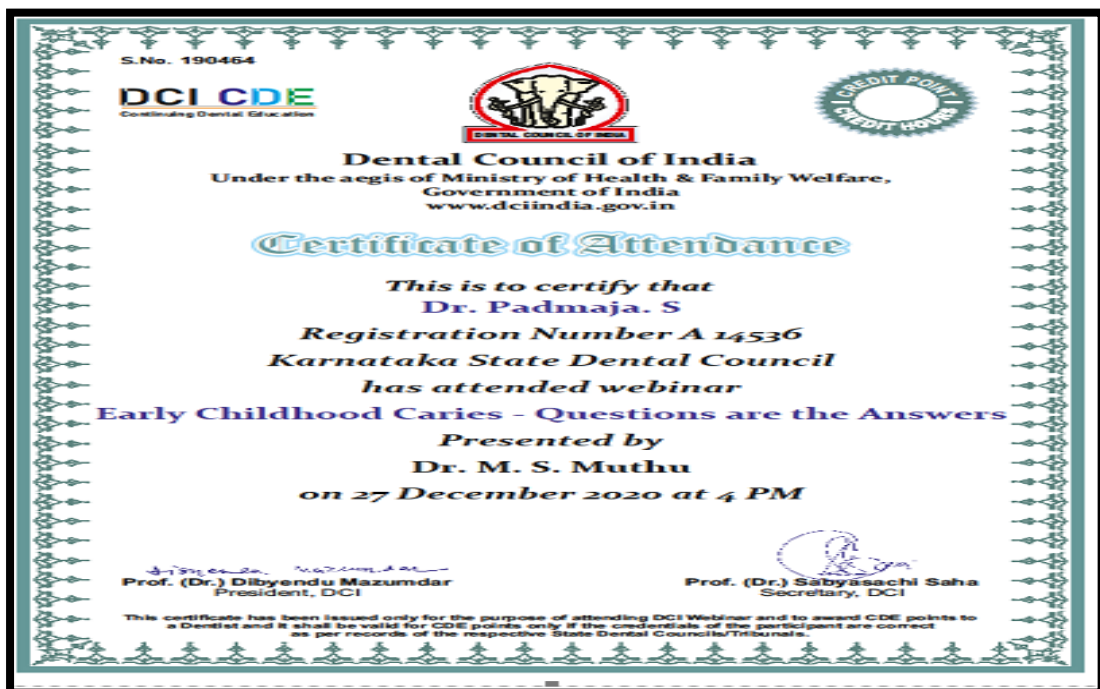 S.No. 190464
DCI CDE
Continuing Dental Education
DENTAL COUNCIL OF INDIA
CREDIT POINT
CREDIT HOURS
Dental Council of India
Under the aegis of Ministry of Health & Family Welfare,
Government of India
www.dciindia.gov.in
Certificate of Attendance
This is to certify that
Dr. Padmaja. S
Registration Number A 14536
Karnataka State Dental Council
has attended webinar
Early Childhood Caries - Questions are the Answers
Presented by
Dr. M. S. Muthu
on 27 December 2020 at 4 PM
Dibyendu Mazumdar
Prof. (Dr.) Dibyendu Mazumdar
President, DCI
Prof. (Dr.) Sabyasachi Saha
Secretary, DCI
This certificate has been issued only for the purpose of attending DCI Webinar and to award CDE points to
a Dentist and it shall be valid for CDE points only if the credentials of the participant are correct
as per records of the respective State Dental Councils/Tribunals.